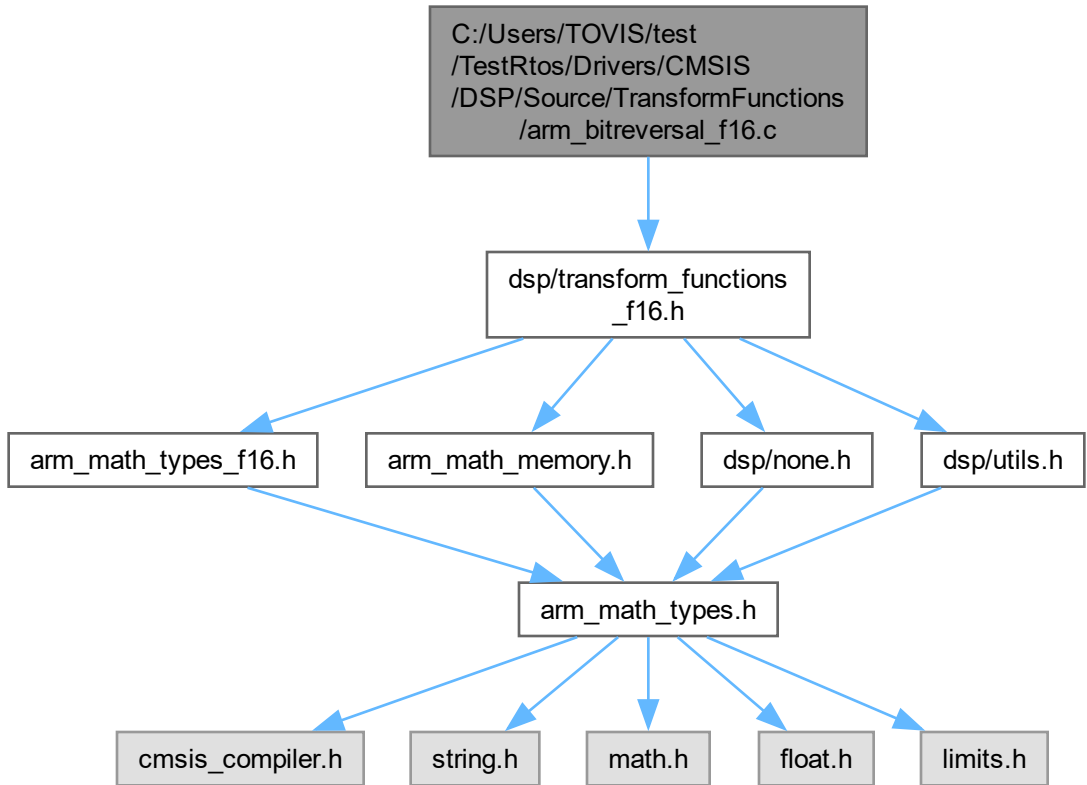 C:/Users/TOVIS/test
/TestRtos/Drivers/CMSIS
/DSP/Source/TransformFunctions
/arm_bitreversal_f16.c
dsp/transform_functions
_f16.h
arm_math_types_f16.h
arm_math_memory.h
dsp/none.h
dsp/utils.h
arm_math_types.h
cmsis_compiler.h
string.h
math.h
float.h
limits.h